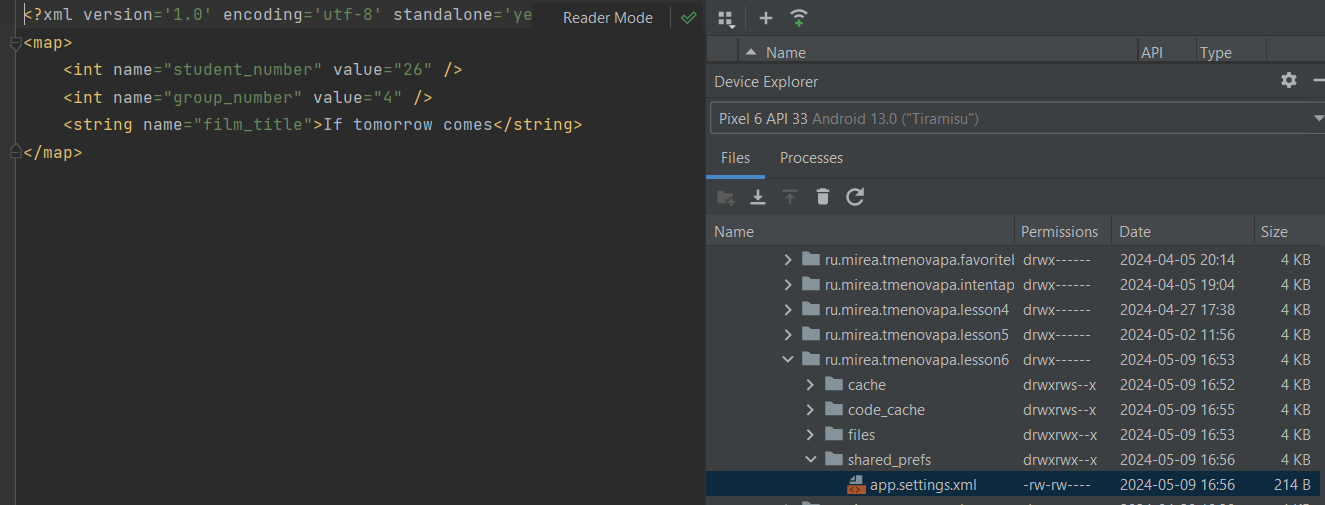 <?xml version='1.0' encoding='utf-8' standalone='ye
Reader Mode
<map>
<int name="student_number" value="26" />
<int name="group_number" value="4" />
<string name="film_title">If tomorrow comes</string>
</map>
Name API Type
Device Explorer
Pixel 6 API 33 Android 13.0 ("Tiramisu")
Files Processes
Name Permissions Date Size
ru.mirea.tmenovapa.favoritel drwx------ 2024-04-05 20:14 4 KB
ru.mirea.tmenovapa.intentap drwx------ 2024-04-05 19:04 4 KB
ru.mirea.tmenovapa.lesson4 drwx------ 2024-04-27 17:38 4 KB
ru.mirea.tmenovapa.lesson5 drwx------ 2024-05-02 11:56 4 KB
ru.mirea.tmenovapa.lesson6 drwx------ 2024-05-09 16:53 4 KB
cache drwxrws--x 2024-05-09 16:52 4 KB
code_cache drwxrws--x 2024-05-09 16:55 4 KB
files drwxrwx--x 2024-05-09 16:53 4 KB
shared_prefs drwxrwx--x 2024-05-09 16:56 4 KB
app.settings.xml -rw-rw---- 2024-05-09 16:56 214 B